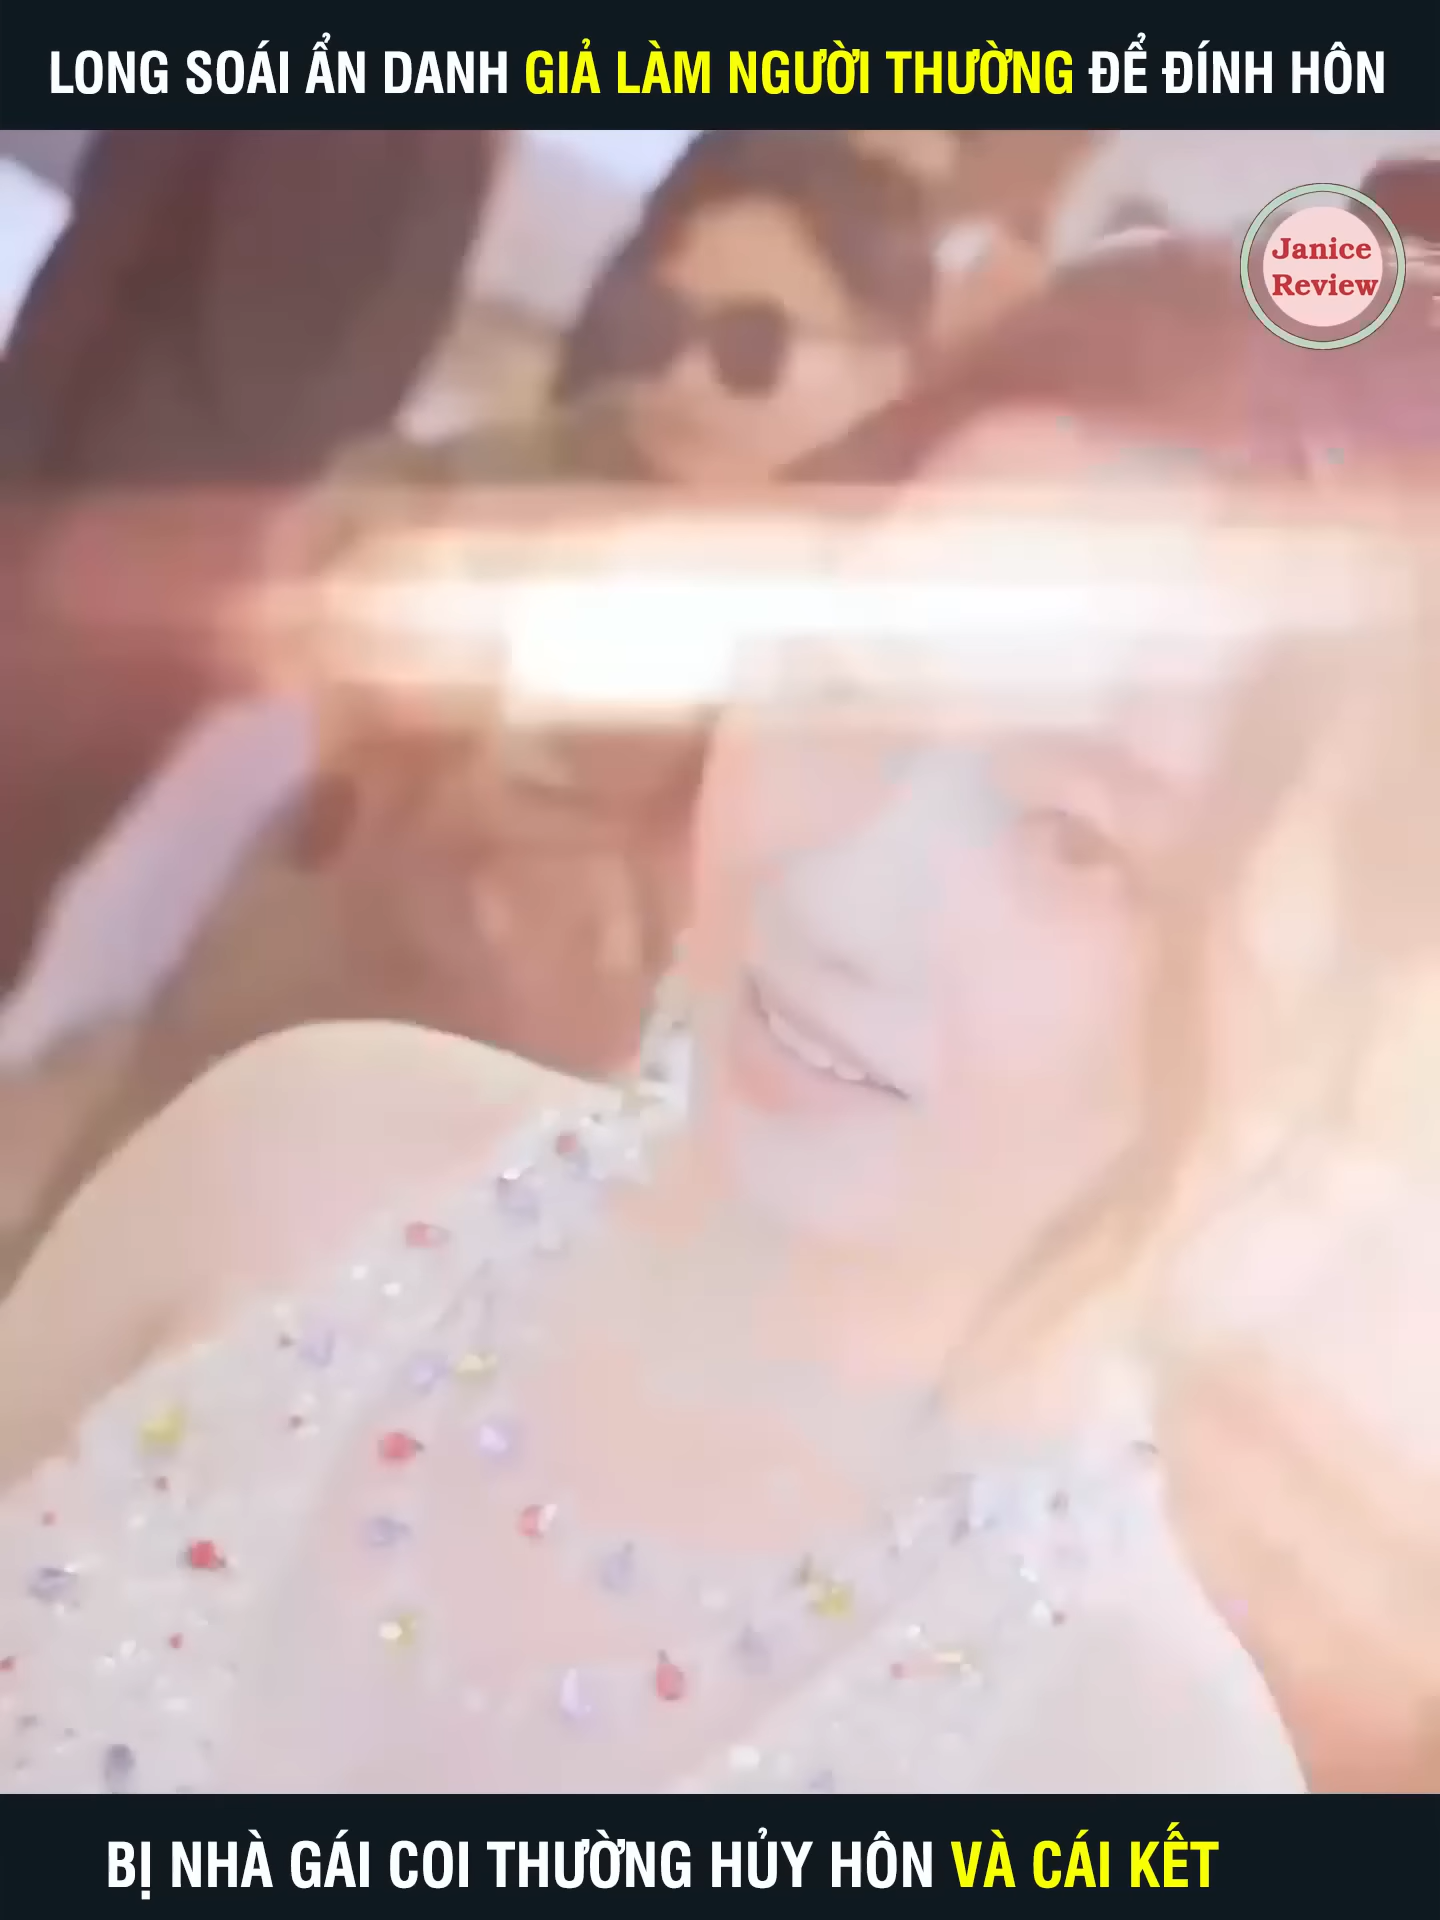 LONG SOÁI ẨN DANH GIẢ LÀM NGƯỜI THƯỜNG ĐỂ ĐÍNH HÔN
Janice
Review
BỊ NHÀ GÁI COI THƯỜNG HỦY HÔN VÀ CÁI KẾT